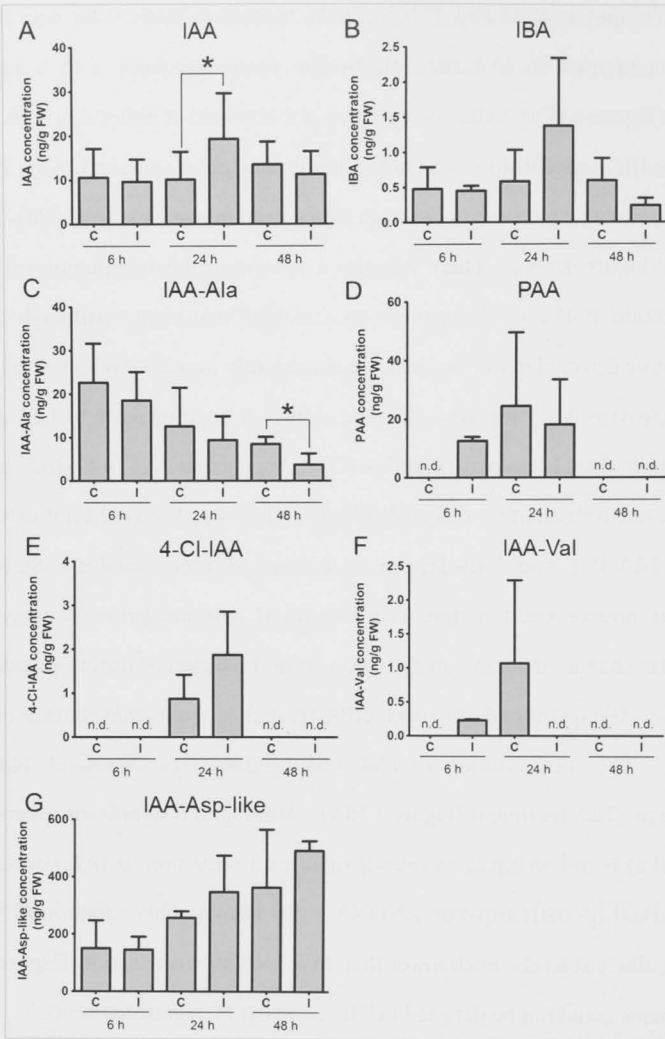 A
IAA
IAA concentration
(ng/g FW)
40
30
20
10
0
*
C I C I C I
6 h 24 h 48 h
B
IBA
IBA concentration
(ng/g FW)
2.5
2.0
1.5
1.0
0.5
0.0
C I C I C I
6 h 24 h 48 h
C
IAA-Ala
IAA-Ala concentration
(ng/g FW)
40
30
20
10
0
*
C I C I C I
6 h 24 h 48 h
D
PAA
PAA concentration
(ng/g FW)
60
40
20
0
n.d. n.d. n.d.
C I C I C I
6 h 24 h 48 h
E
4-Cl-IAA
4-Cl-IAA concentration
(ng/g FW)
4
3
2
1
0
n.d. n.d. n.d. n.d.
C I C I C I
6 h 24 h 48 h
F
IAA-Val
IAA-Val concentration
(ng/g FW)
2.5
2.0
1.5
1.0
0.5
0.0
n.d. n.d. n.d. n.d.
C I C I C I
6 h 24 h 48 h
G
IAA-Asp-like
IAA-Asp-like concentration
(ng/g FW)
600
400
200
0
C I C I C I
6 h 24 h 48 h